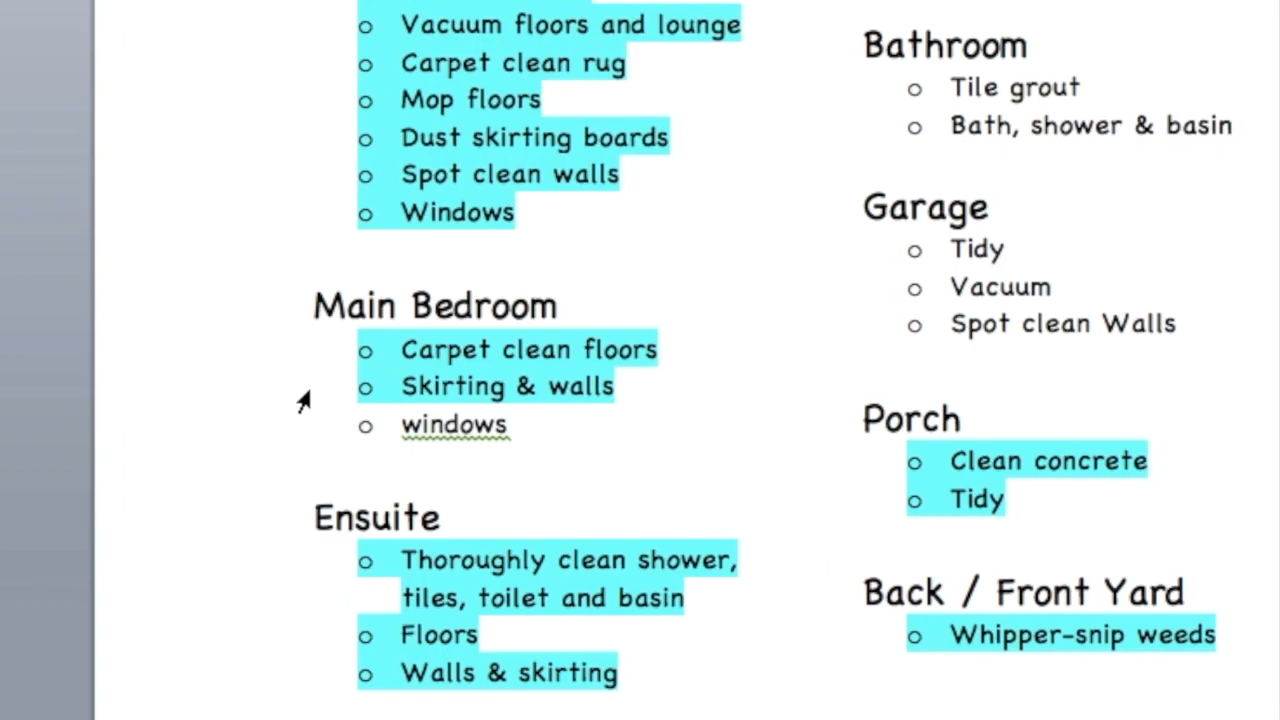 o Vacuum floors and lounge
o Carpet clean rug
o Mop floors
o Dust skirting boards
o Spot clean walls
o Windows
Main Bedroom
o Carpet clean floors
o Skirting & walls
o windows
Ensuite
o Thoroughly clean shower,
tiles, toilet and basin
o Floors
o Walls & skirting
Bathroom
o Tile grout
o Bath, shower & basin
Garage
o Tidy
o Vacuum
o Spot clean Walls
Porch
o Clean concrete
o Tidy
Back / Front Yard
o Whipper-snip weeds